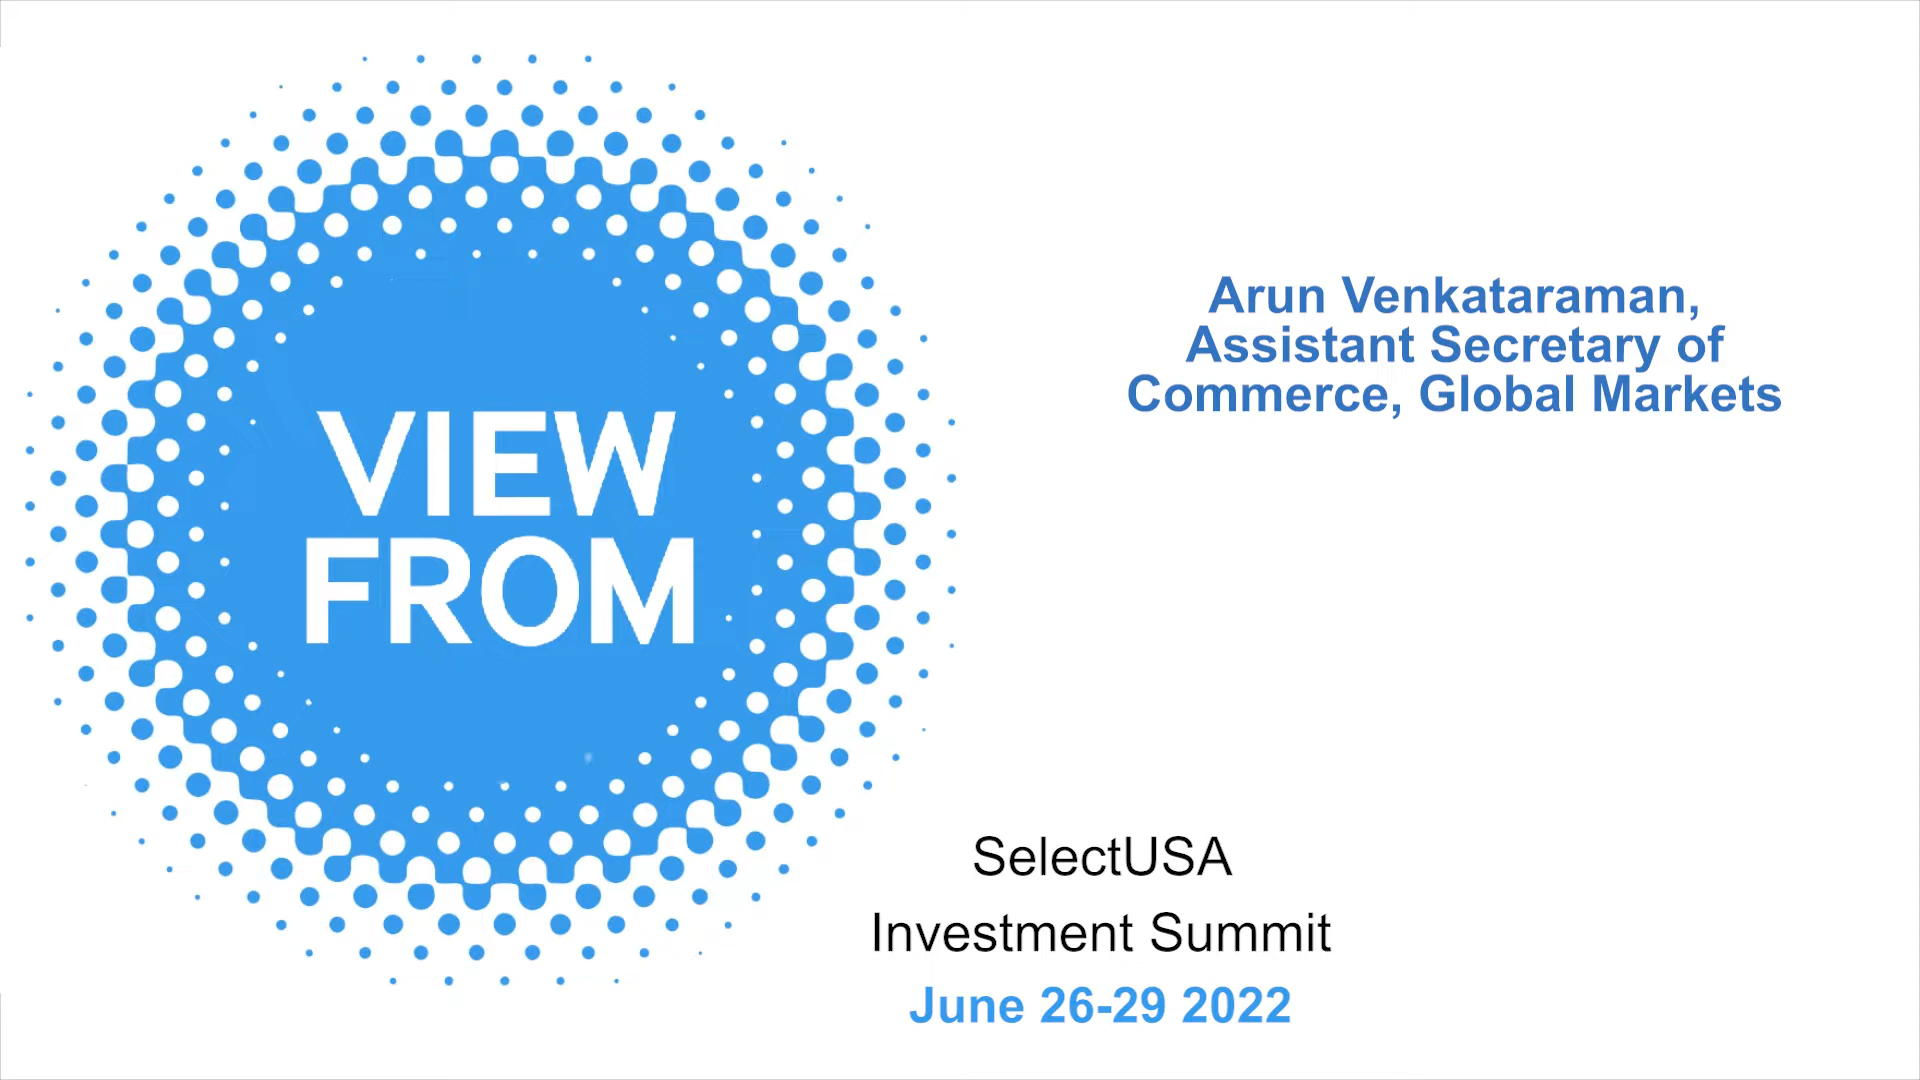 VIEW
FROM
Arun Venkataraman,
Assistant Secretary of
Commerce, Global Markets
SelectUSA
Investment Summit
June 26-29 2022